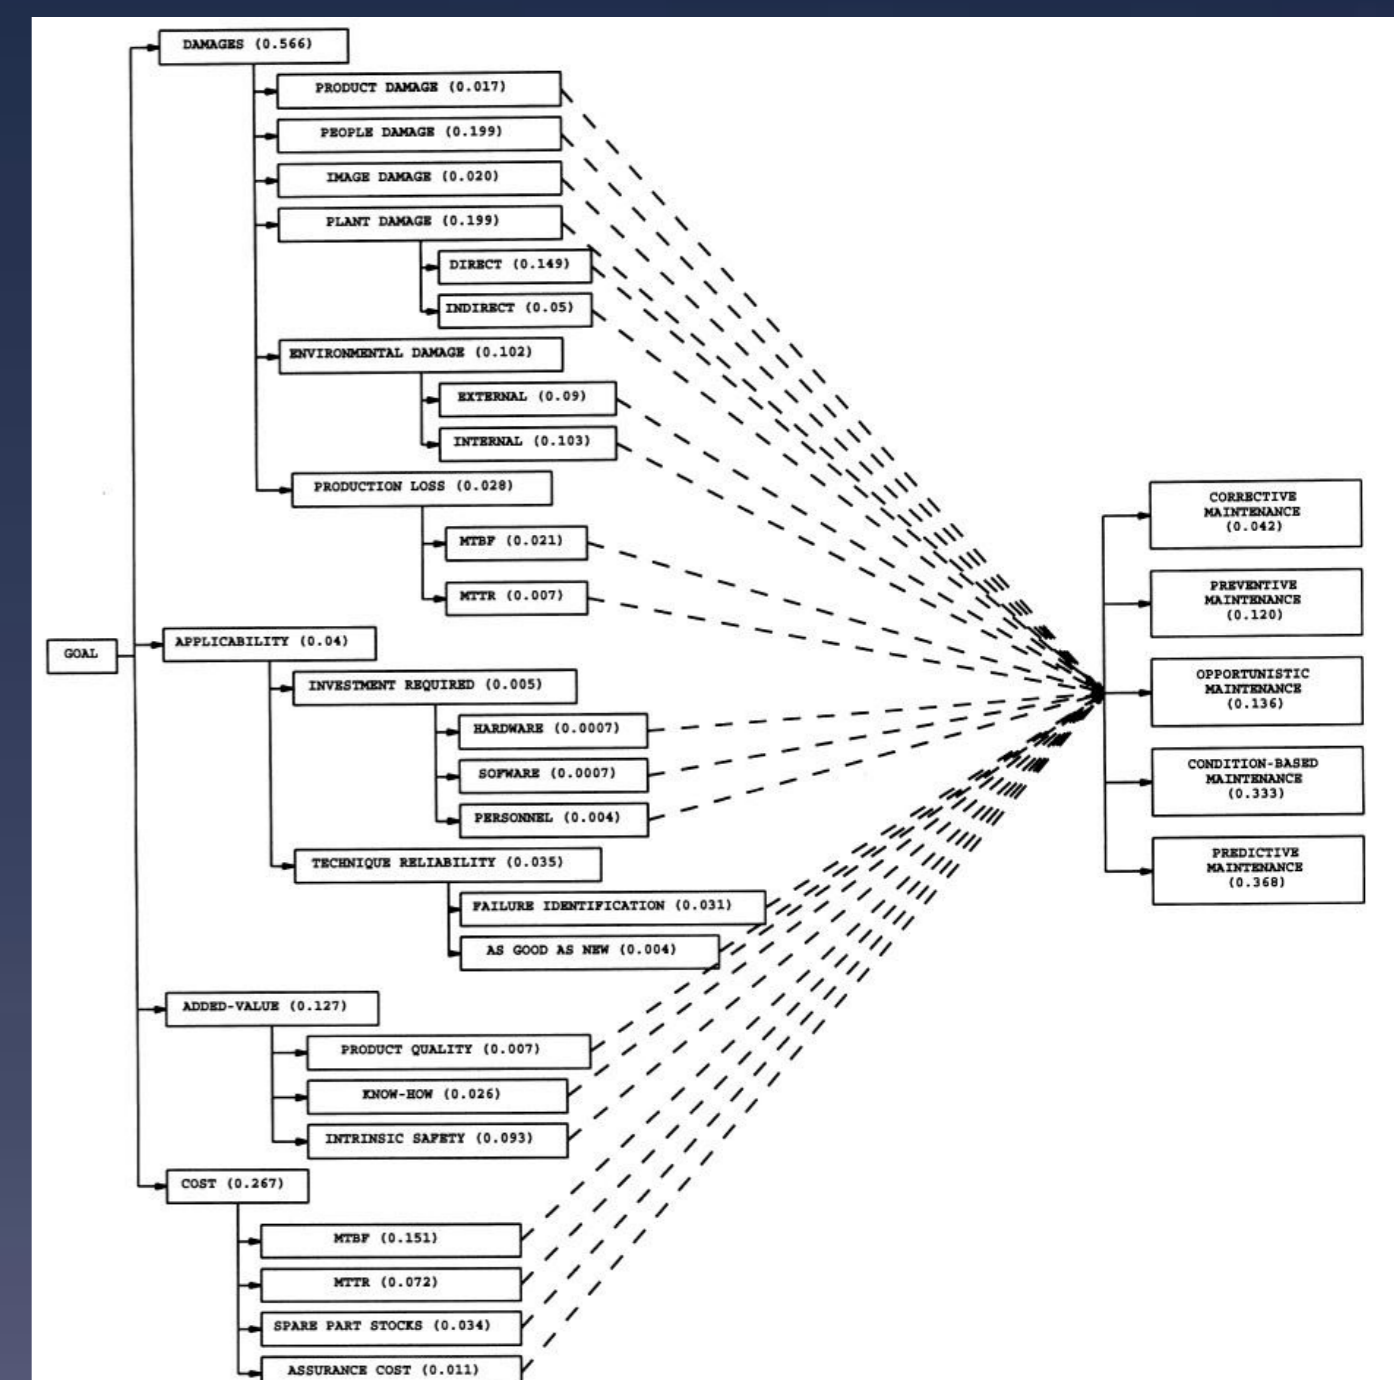 DAMAGES (0.566)
PRODUCT DAMAGE (0.017)
PEOPLE DAMAGE (0.199)
IMAGE DAMAGE (0.020)
PLANT DAMAGE (0.199)
DIRECT (0.149)
INDIRECT (0.05)
ENVIRONMENTAL DAMAGE (0.102)
EXTERNAL (0.09)
INTERNAL (0.103)
PRODUCTION LOSS (0.028)
MTBF (0.021)
MTTR (0.007)
GOAL
APPLICABILITY (0.04)
INVESTMENT REQUIRED (0.005)
HARDWARE (0.0007)
SOFWARE (0.0007)
PERSONNEL (0.004)
TECHNIQUE RELIABILITY (0.035)
FAILURE IDENTIFICATION (0.031)
AS GOOD AS NEW (0.004)
ADDED-VALUE (0.127)
PRODUCT QUALITY (0.007)
KNOW-HOW (0.026)
INTRINSIC SAFETY (0.093)
COST (0.267)
MTBF (0.151)
MTTR (0.072)
SPARE PART STOCKS (0.034)
ASSURANCE COST (0.011)
CORRECTIVE
MAINTENANCE
(0.042)
PREVENTIVE
MAINTENANCE
(0.120)
OPPORTUNISTIC
MAINTENANCE
(0.136)
CONDITION-BASED
MAINTENANCE
(0.333)
PREDICTIVE
MAINTENANCE
(0.368)